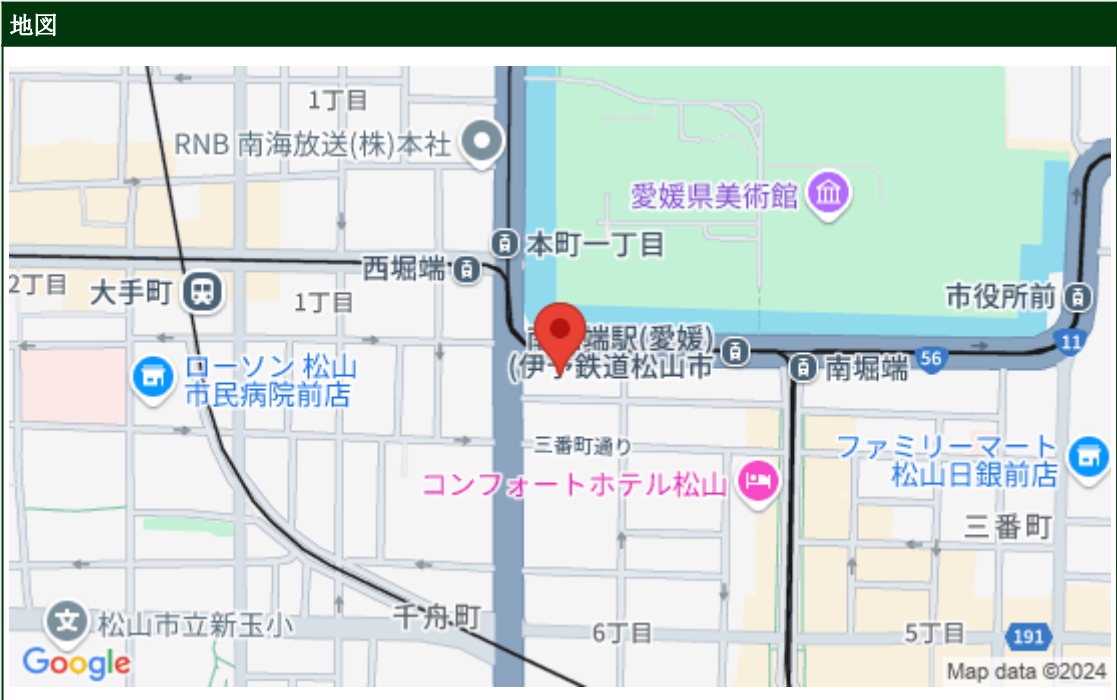 地図
1丁目
RNB 南海放送(株)本社
愛媛県美術館
本町一丁目
西堀端
2丁目
大手町
1丁目
市役所前
11
端駅(愛媛)
(伊予鉄道松山市
56
南堀端
ローソン 松山
市民病院前店
三番町通り
ファミリーマート
松山日銀前店
コンフォートホテル松山
三番町
千舟町
松山市立新玉小
6丁目
5丁目
191
Google
Map data ©2024